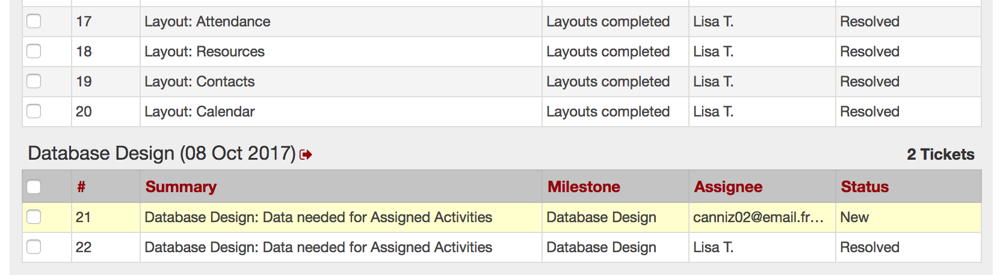 17 Layout: Attendance Layouts completed Lisa T. Resolved
18 Layout: Resources Layouts completed Lisa T. Resolved
19 Layout: Contacts Layouts completed Lisa T. Resolved
20 Layout: Calendar Layouts completed Lisa T. Resolved
Database Design (08 Oct 2017) 2 Tickets
# Summary Milestone Assignee Status
21 Database Design: Data needed for Assigned Activities Database Design canniz02@email.fr... New
22 Database Design: Data needed for Assigned Activities Database Design Lisa T. Resolved